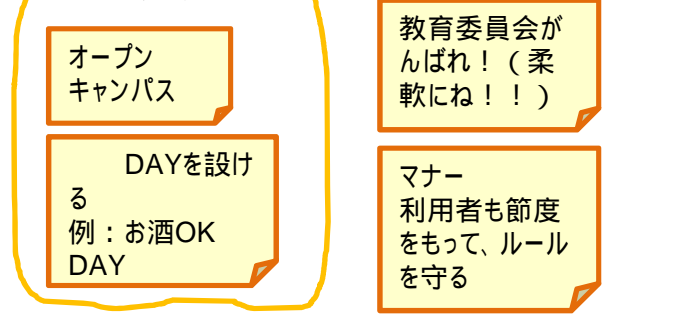 オープン
キャンパス
DAYを設け
る
例：お酒OK
DAY
教育委員会が
んばれ！（柔
軟にね！！）
マナー
利用者も節度
をもって、ルール
を守る